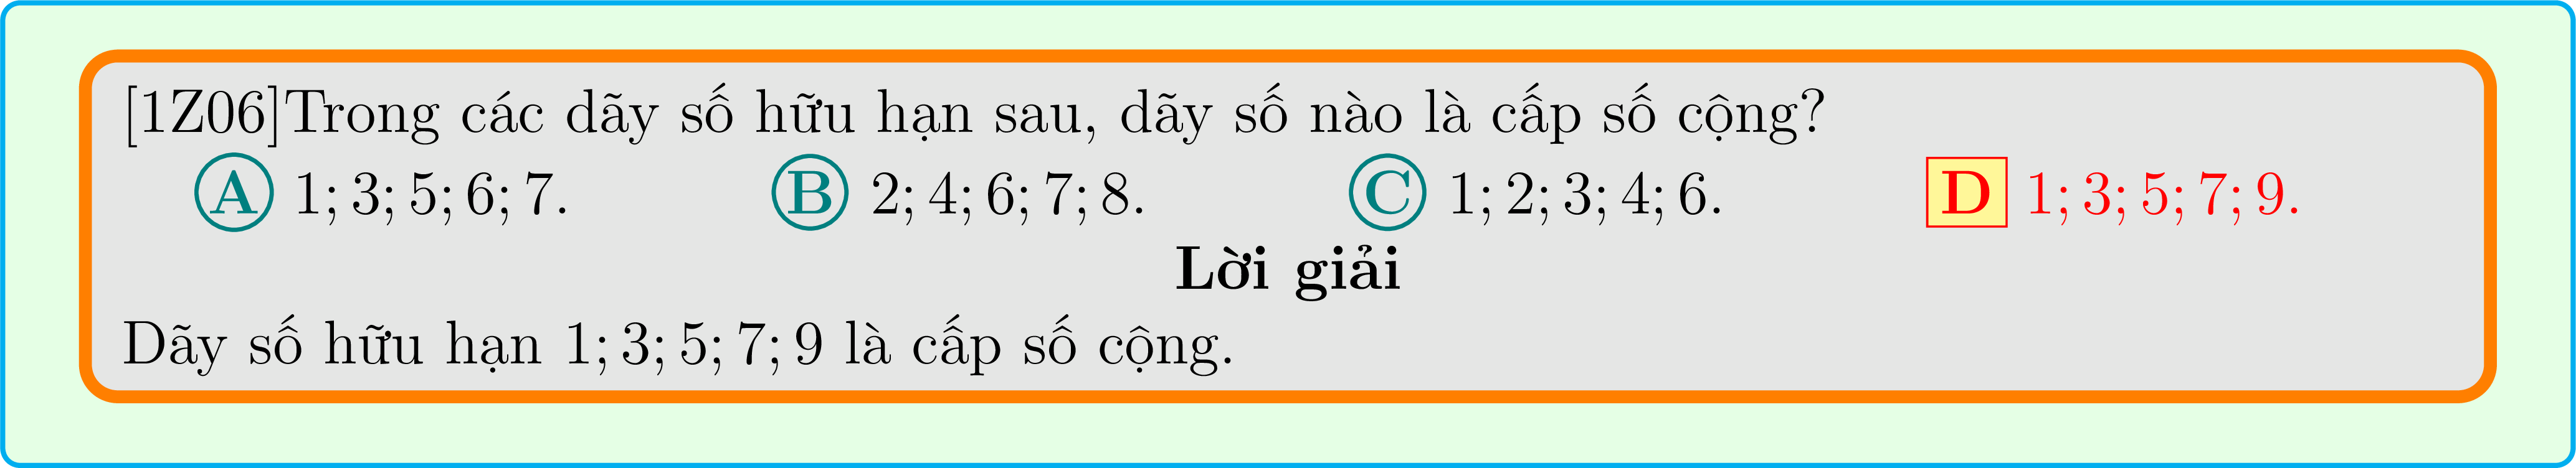 [1Z06]Trong các dãy số hữu hạn sau, dãy số nào là cấp số cộng?
A 1; 3; 5; 6; 7. B 2; 4; 6; 7; 8. C 1; 2; 3; 4; 6. D 1; 3; 5; 7; 9.
Lời giải
Dãy số hữu hạn 1; 3; 5; 7; 9 là cấp số cộng.